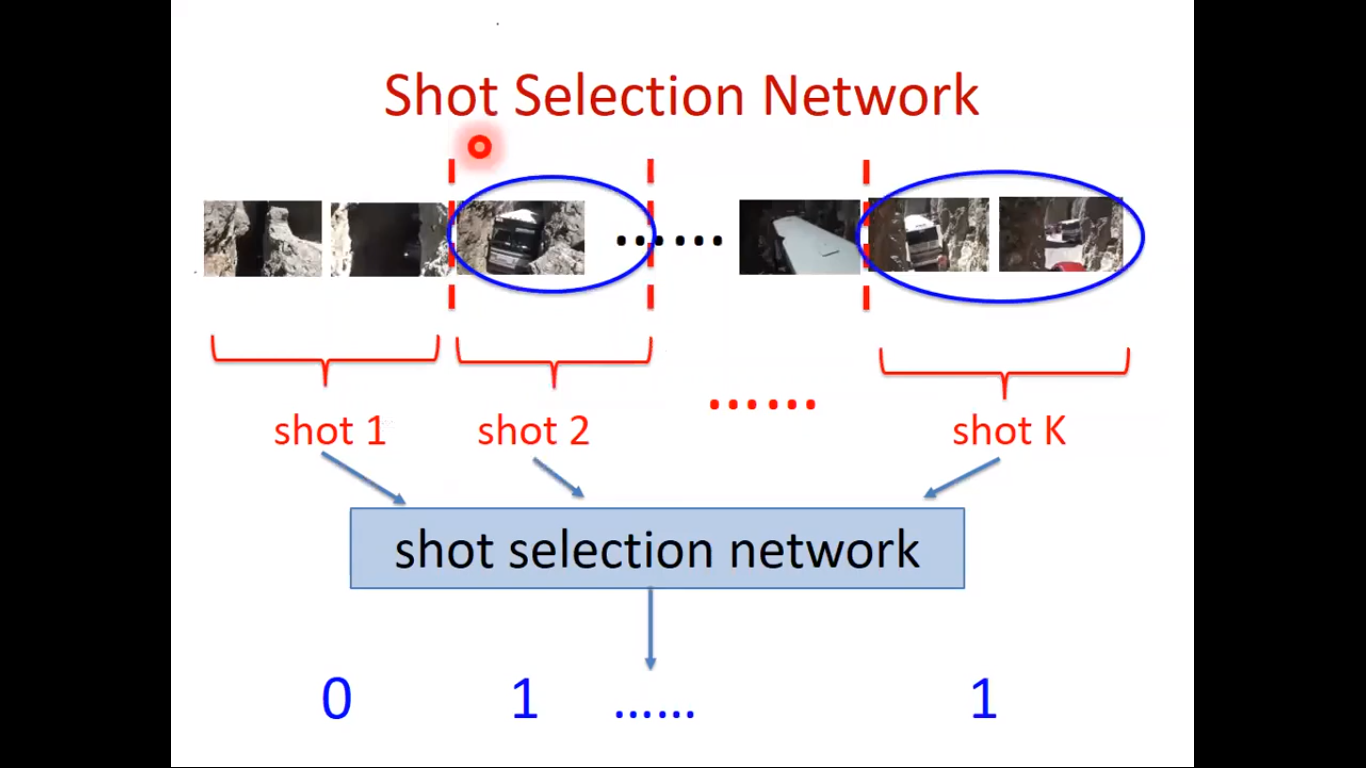 Shot Selection Network
......
......
shot 1 shot 2 shot K
shot selection network
0 1 ...... 1